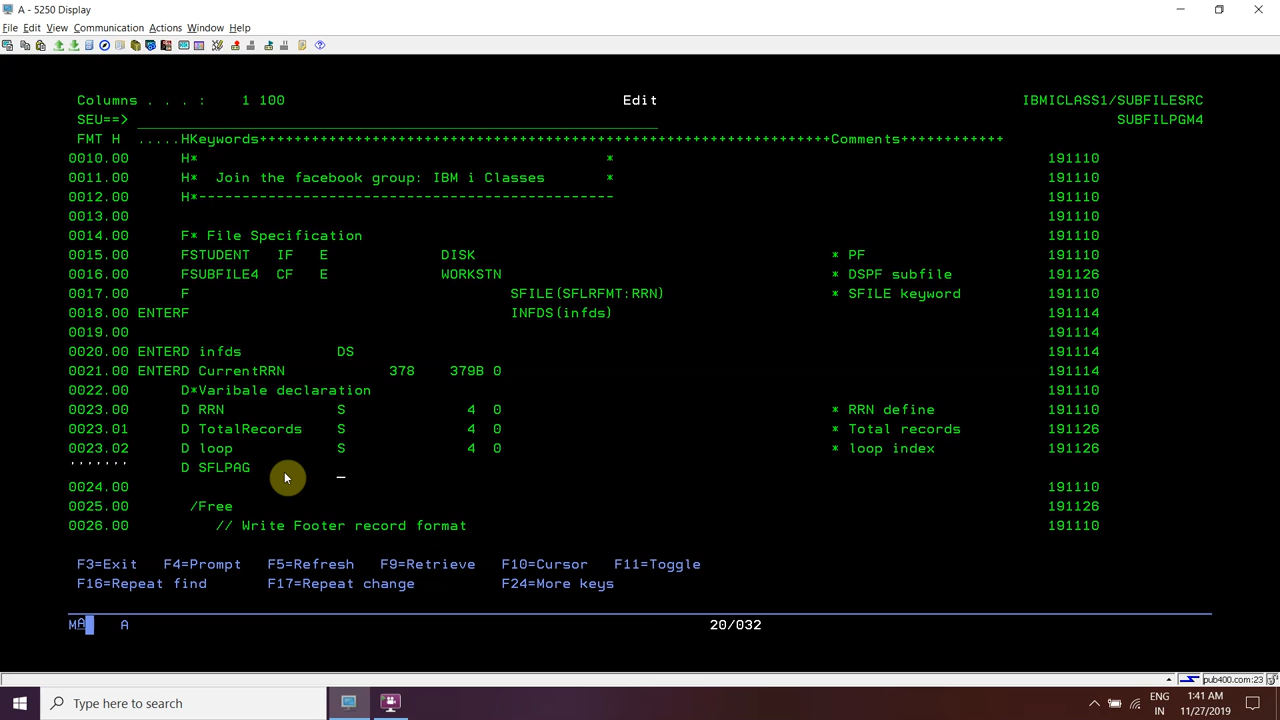 A - 5250 Display
File Edit View Communication Actions Window Help
Columns . . . :    1 100    Edit    IBMICLASS1/SUBFILESRC
SEU==>    SUBFILPGM4
FMT H  .....HKeywords++++++++++++++++++++++++++++++++++++++++++++++++++++++++++++++++++Comments++++++++++++
0010.00      H*                                                *    191110
0011.00      H*  Join the facebook group: IBM i Classes       *    191110
0012.00      H*------------------------------------------------    191110
0013.00    191110
0014.00      F* File Specification    191110
0015.00      FSTUDENT   IF   E             DISK    * PF    191110
0016.00      FSUBFILE4  CF   E             WORKSTN    * DSPF subfile    191126
0017.00      F    SFILE(SFLRFMT:RRN)    * SFILE keyword    191110
0018.00 ENTERF    INFDS(infds)    191114
0019.00    191114
0020.00 ENTERD infds           DS    191114
0021.00 ENTERD CurrentRRN            378    379B 0    191114
0022.00      D*Varibale declaration    191110
0023.00      D RRN             S              4  0    * RRN define    191110
0023.01      D TotalRecords    S              4  0    * Total records    191126
0023.02      D loop            S              4  0    * loop index    191126
'''''''      D SFLPAG          _
0024.00    191110
0025.00       /Free    191126
0026.00          // Write Footer record format    191110
F3=Exit   F4=Prompt   F5=Refresh   F9=Retrieve   F10=Cursor   F11=Toggle
F16=Repeat find       F17=Repeat change          F24=More keys
MA    A    20/032
pub400.com:23
Type here to search
ENG 1:41 AM
IN 11/27/2019